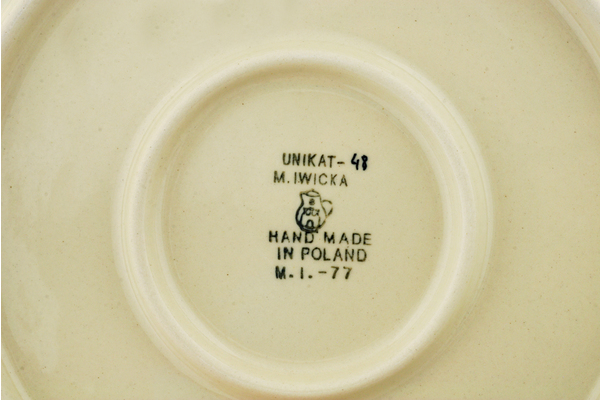 UNIKAT-48
M.IWICKA
HAND MADE
IN POLAND
M.I.-77